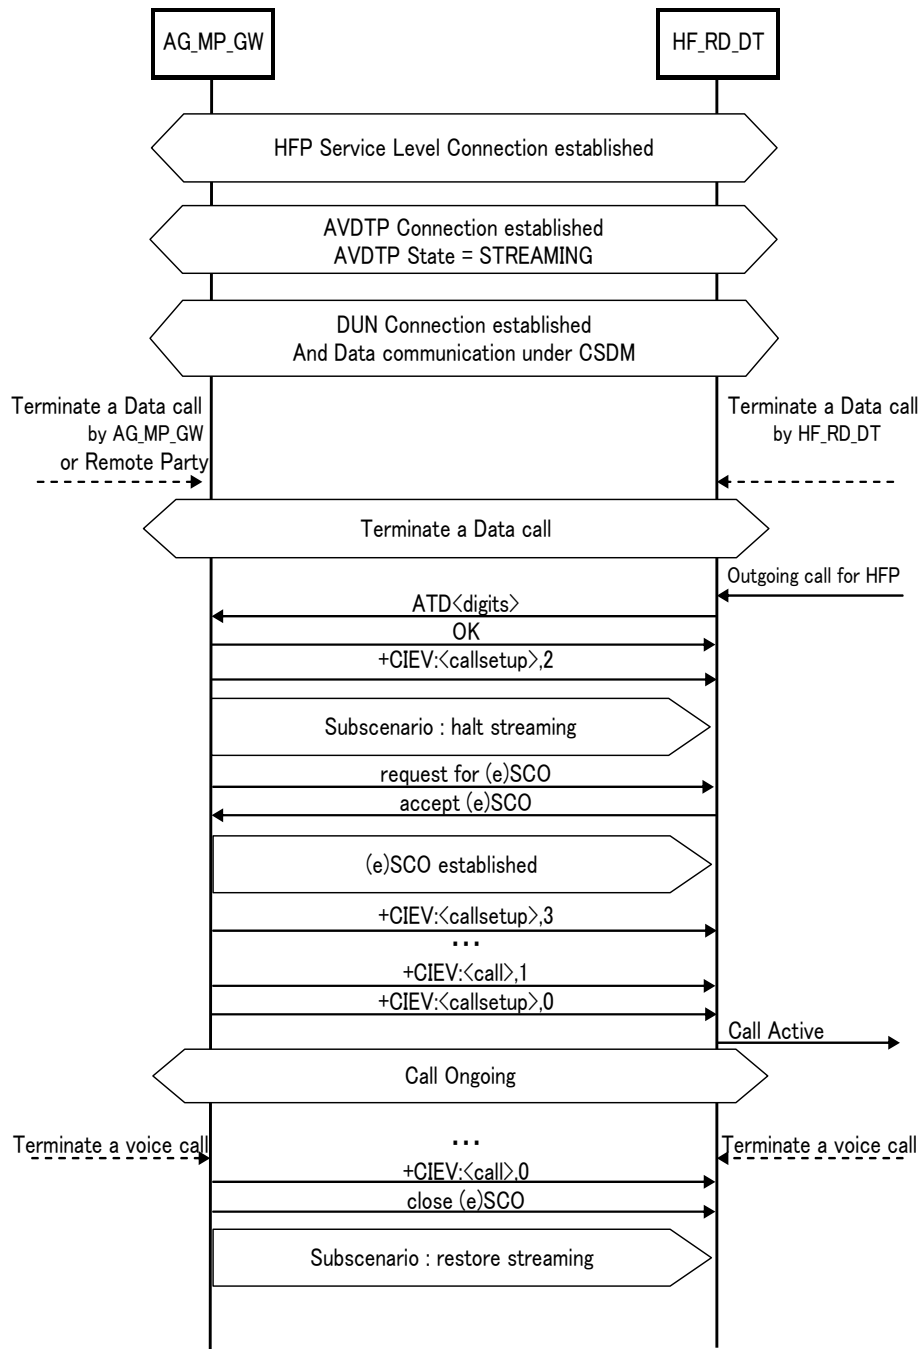 AG_MP_GW
HF_RD_DT
HFP Service Level Connection established
AVDTP Connection established
AVDTP State = STREAMING
DUN Connection established
And Data communication under CSDM
Terminate a Data call
by AG_MP_GW
or Remote Party
Terminate a Data call
by HF_RD_DT
Terminate a Data call
Outgoing call for HFP
ATD<digits>
OK
+CIEV:<callsetup>,2
Subscenario : halt streaming
request for (e)SCO
accept (e)SCO
(e)SCO established
+CIEV:<callsetup>,3
...
+CIEV:<call>,1
+CIEV:<callsetup>,0
Call Active
Call Ongoing
Terminate a voice call
...
Terminate a voice call
+CIEV:<call>,0
close (e)SCO
Subscenario : restore streaming